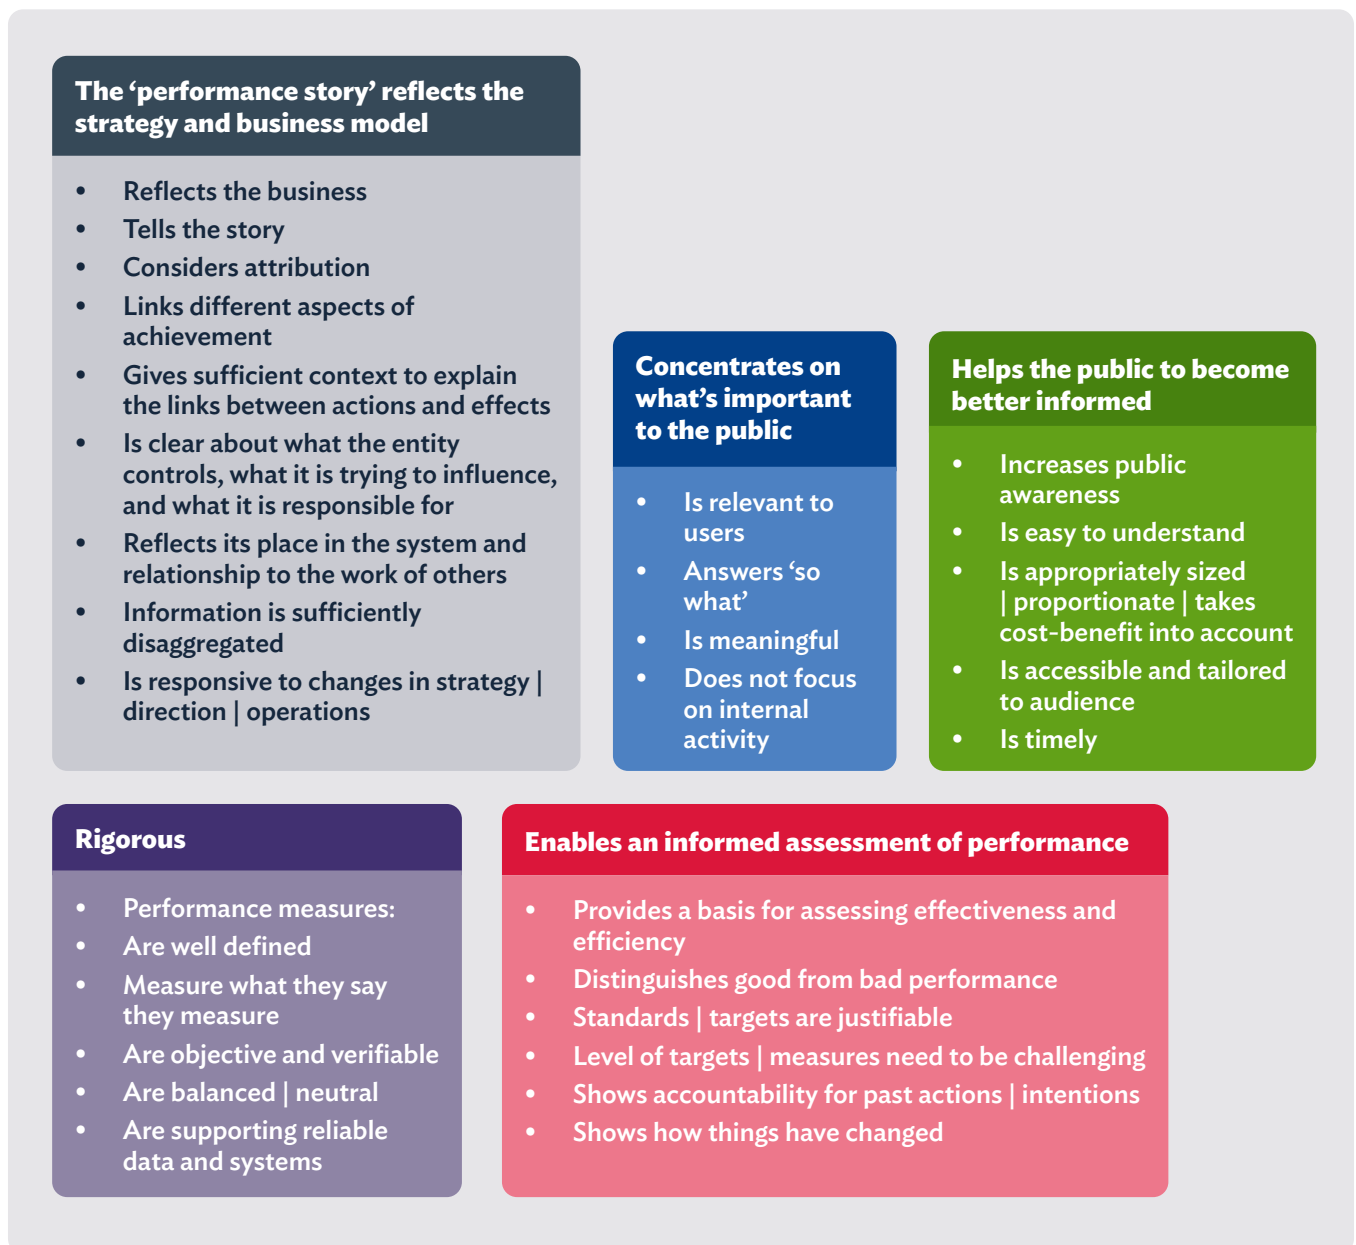 The ‘performance story’ reflects the
strategy and business model
• Reflects the business
• Tells the story
• Considers attribution
• Links different aspects of
achievement
• Gives sufficient context to explain
the links between actions and effects
• Is clear about what the entity
controls, what it is trying to influence,
and what it is responsible for
• Reflects its place in the system and
relationship to the work of others
• Information is sufficiently
disaggregated
• Is responsive to changes in strategy |
direction | operations
Concentrates on
what’s important
to the public
• Is relevant to
users
• Answers ‘so
what’
• Is meaningful
• Does not focus
on internal
activity
Helps the public to become
better informed
• Increases public
awareness
• Is easy to understand
• Is appropriately sized
| proportionate | takes
cost-benefit into account
• Is accessible and tailored
to audience
• Is timely
Rigorous
• Performance measures:
• Are well defined
• Measure what they say
they measure
• Are objective and verifiable
• Are balanced | neutral
• Are supporting reliable
data and systems
Enables an informed assessment of performance
• Provides a basis for assessing effectiveness and
efficiency
• Distinguishes good from bad performance
• Standards | targets are justifiable
• Level of targets | measures need to be challenging
• Shows accountability for past actions | intentions
• Shows how things have changed